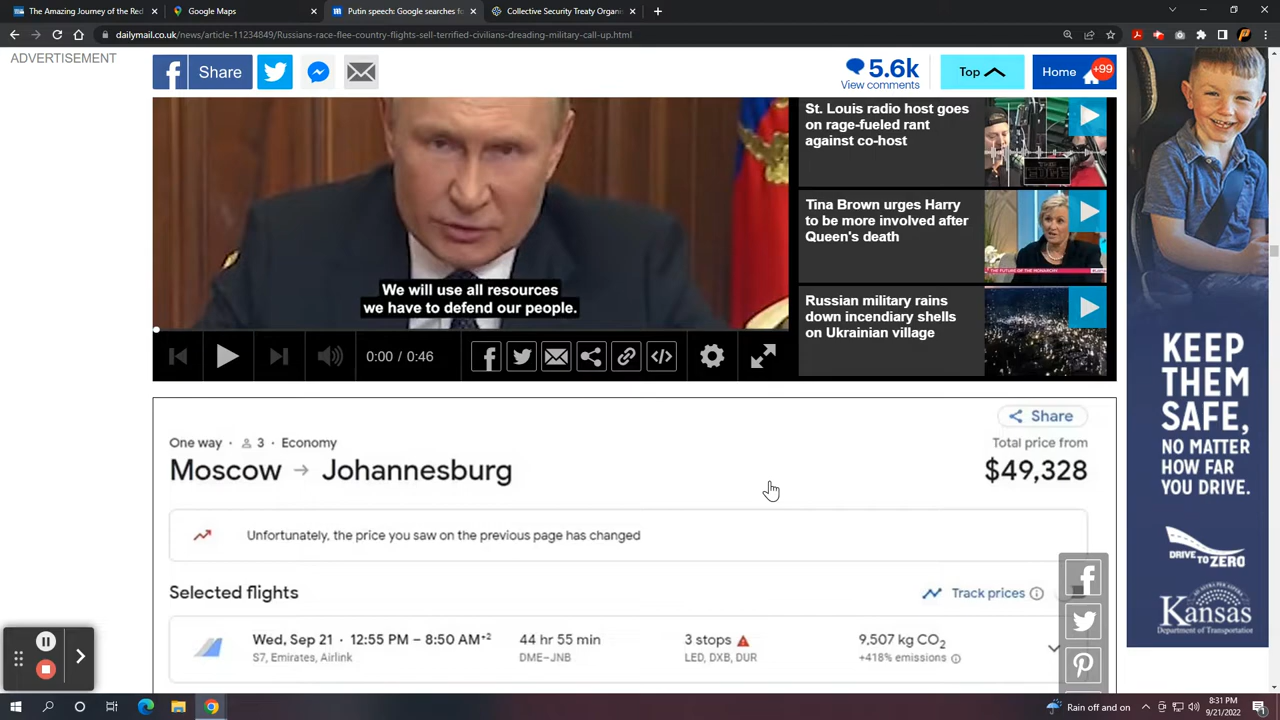 The Amazing Journey of the Red
Google Maps
Putin speech: Google searches fo
Collective Security Treaty Organis
dailymail.co.uk/news/article-11234849/Russians-race-flee-country-flights-sell-terrified-civilians-dreading-military-call-up.html
ADVERTISEMENT
Share
5.6k
View comments
Top
Home
+99
We will use all resources
we have to defend our people.
0:00 / 0:46
St. Louis radio host goes
on rage-fueled rant
against co-host
Tina Brown urges Harry
to be more involved after
Queen's death
THE FUTURE OF THE MONARCHY
Russian military rains
down incendiary shells
on Ukrainian village
Share
One way · 3 · Economy
Total price from
Moscow → Johannesburg
$49,328
Unfortunately, the price you saw on the previous page has changed
Selected flights
Track prices
Wed, Sep 21 · 12:55 PM – 8:50 AM+2
44 hr 55 min
3 stops
9,507 kg CO2
S7, Emirates, Airlink
DME–JNB
LED, DXB, DUR
+418% emissions
KEEP
THEM
SAFE,
NO MATTER
HOW FAR
YOU DRIVE.
DRIVE TO ZERO
Kansas
Department of Transportation
Rain off and on
8:31 PM
9/21/2022